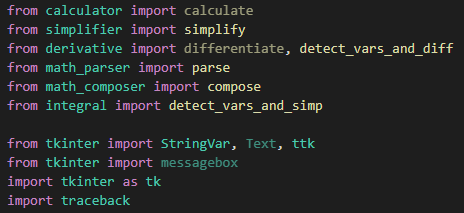 from calculator import calculate
from simplifier import simplify
from derivative import differentiate, detect_vars_and_diff
from math_parser import parse
from math_composer import compose
from integral import detect_vars_and_simp
from tkinter import StringVar, Text, ttk
from tkinter import messagebox
import tkinter as tk
import traceback